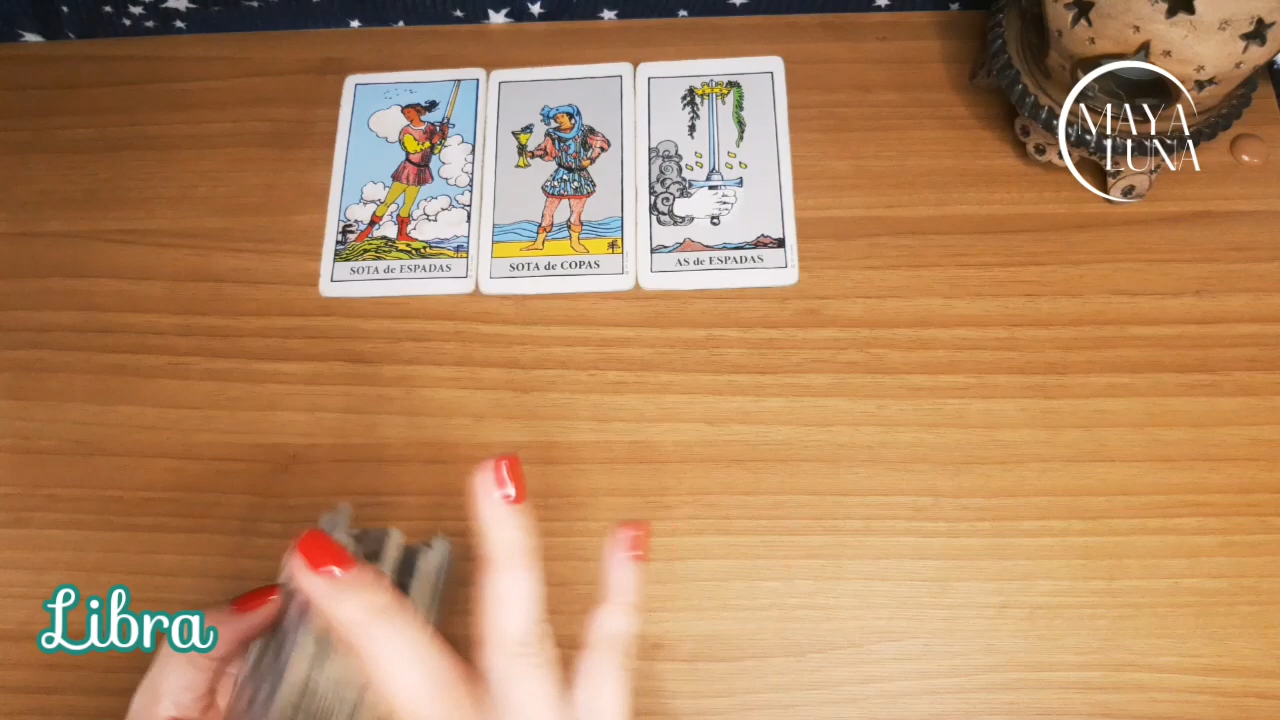 MAYA
LUNA
SOTA de ESPADAS
SOTA de COPAS
AS de ESPADAS
Libra